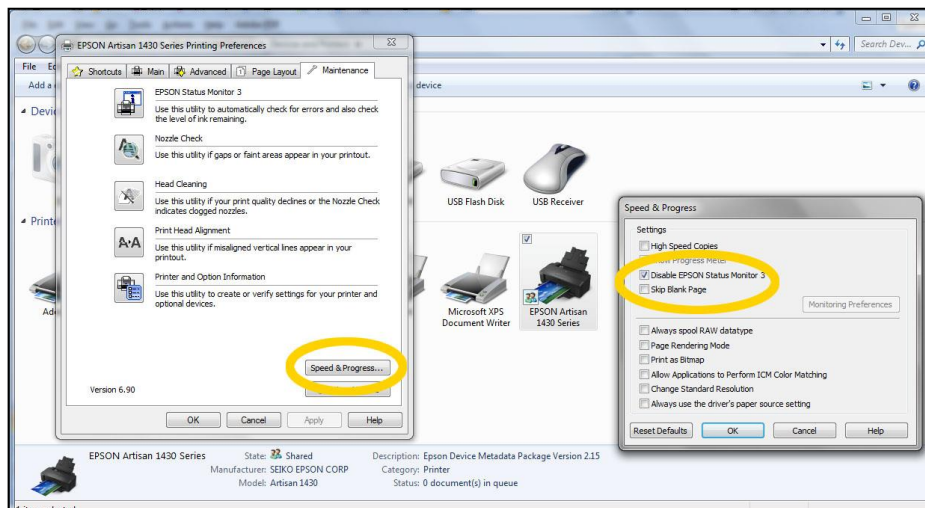 EPSON Artisan 1430 Series Printing Preferences
Search Dev...
File
Add a
device
Devic
Printe
Shortcuts Main Advanced Page Layout Maintenance
EPSON Status Monitor 3
Use this utility to automatically check for errors and also check
the level of ink remaining.
Nozzle Check
Use this utility if gaps or faint areas appear in your printout.
Head Cleaning
Use this utility if your print quality declines or the Nozzle Check
indicates clogged nozzles.
Print Head Alignment
Use this utility if misaligned vertical lines appear in your
printout.
Printer and Option Information
Use this utility to create or verify settings for your printer and
optional devices.
Speed & Progress...
Version 6.90
OK Cancel Apply Help
USB Flash Disk USB Receiver
Microsoft XPS
Document Writer
EPSON Artisan
1430 Series
Speed & Progress
Settings
High Speed Copies
Show Progress Meter
Disable EPSON Status Monitor 3
Skip Blank Page
Monitoring Preferences
Always spool RAW datatype
Page Rendering Mode
Print as Bitmap
Allow Applications to Perform ICM Color Matching
Change Standard Resolution
Always use the driver's paper source setting
Reset Defaults OK Cancel Help
EPSON Artisan 1430 Series State: Shared Description: Epson Device Metadata Package Version 2.15
Manufacturer: SEIKO EPSON CORP Category: Printer
Model: Artisan 1430 Status: 0 document(s) in queue